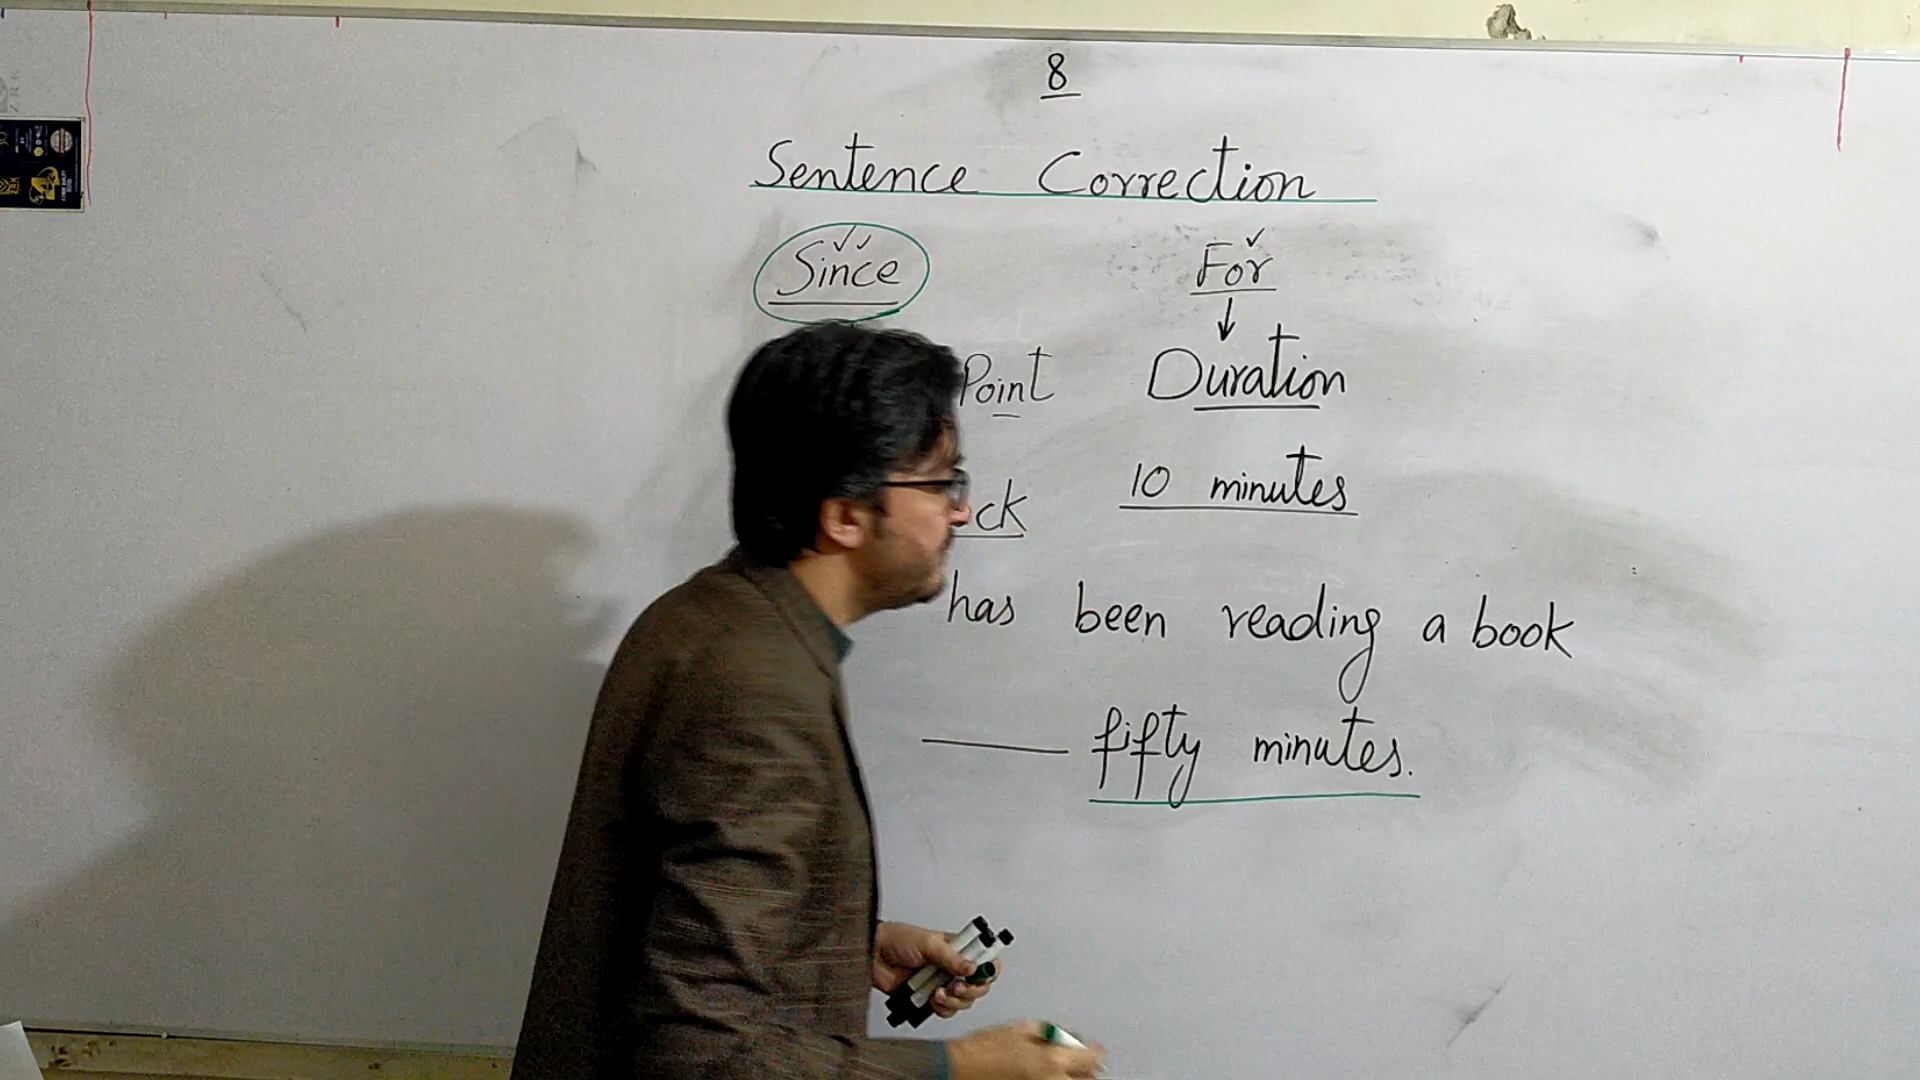 8
Sentence Correction
Since For
Point Duration
ck 10 minutes
has been reading a book
fifty minutes.